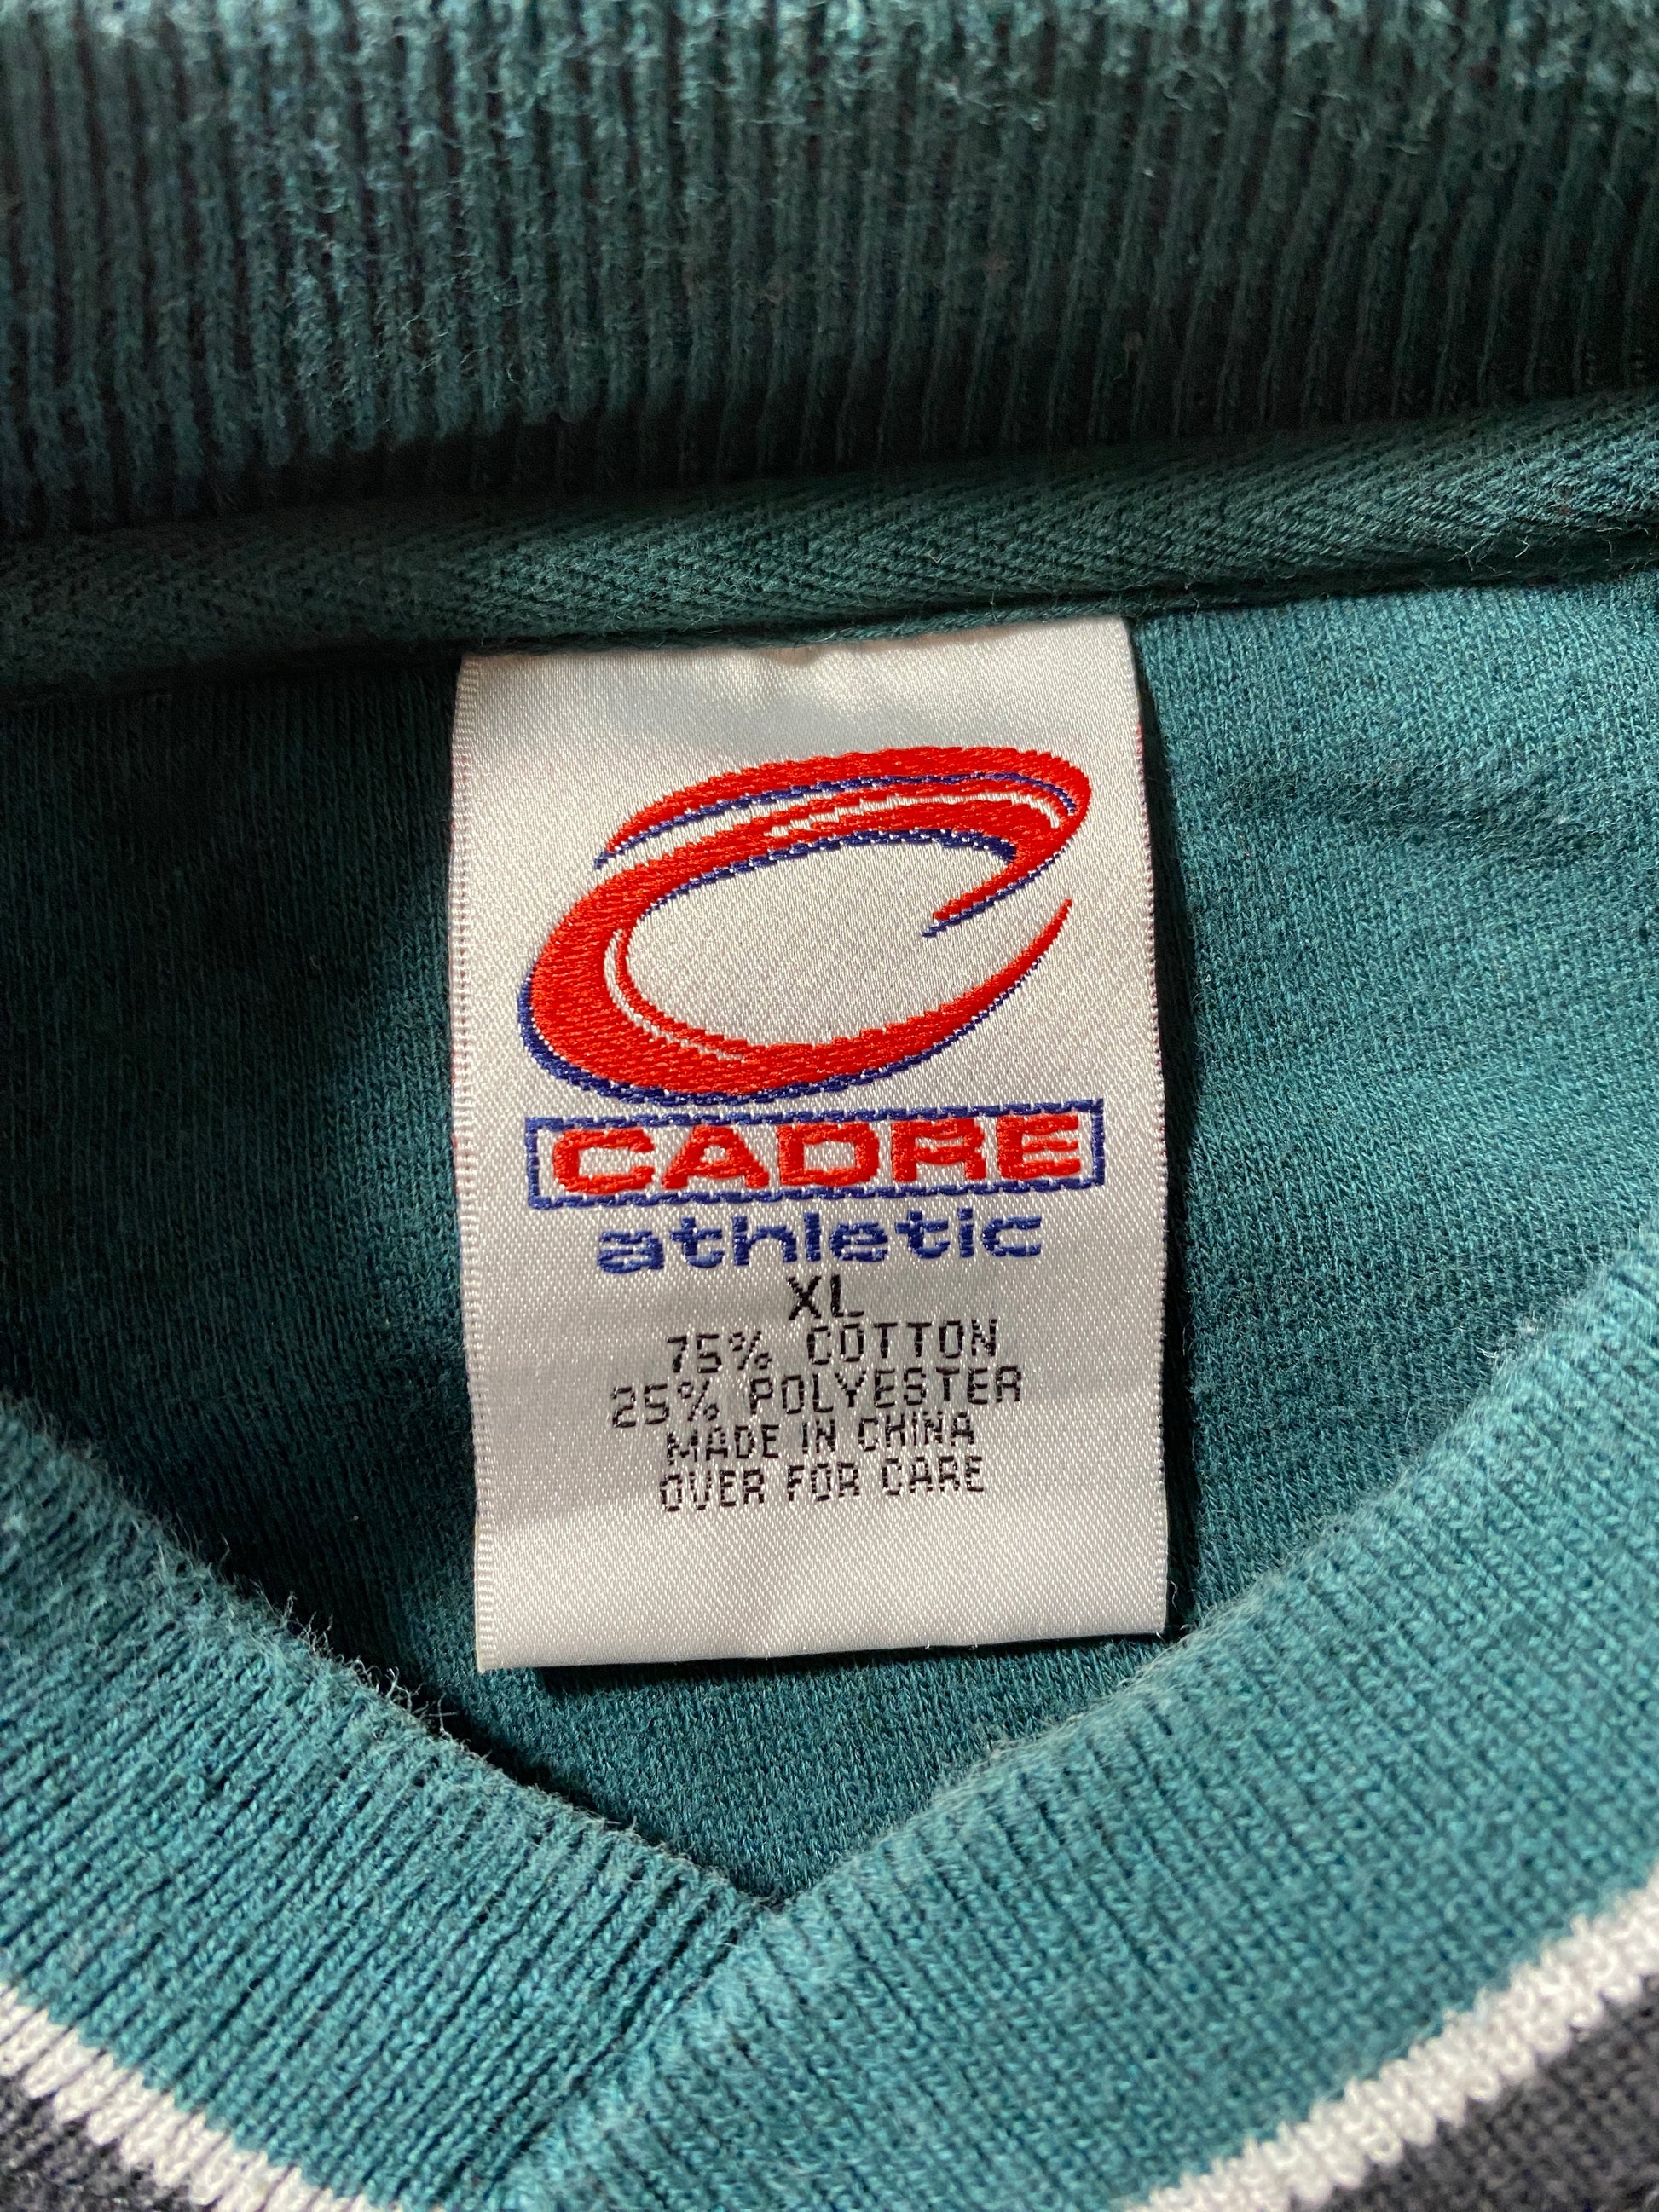 CADRE
athletic
XL
75% COTTON
25% POLYESTER
MADE IN CHINA
OVER FOR CARE